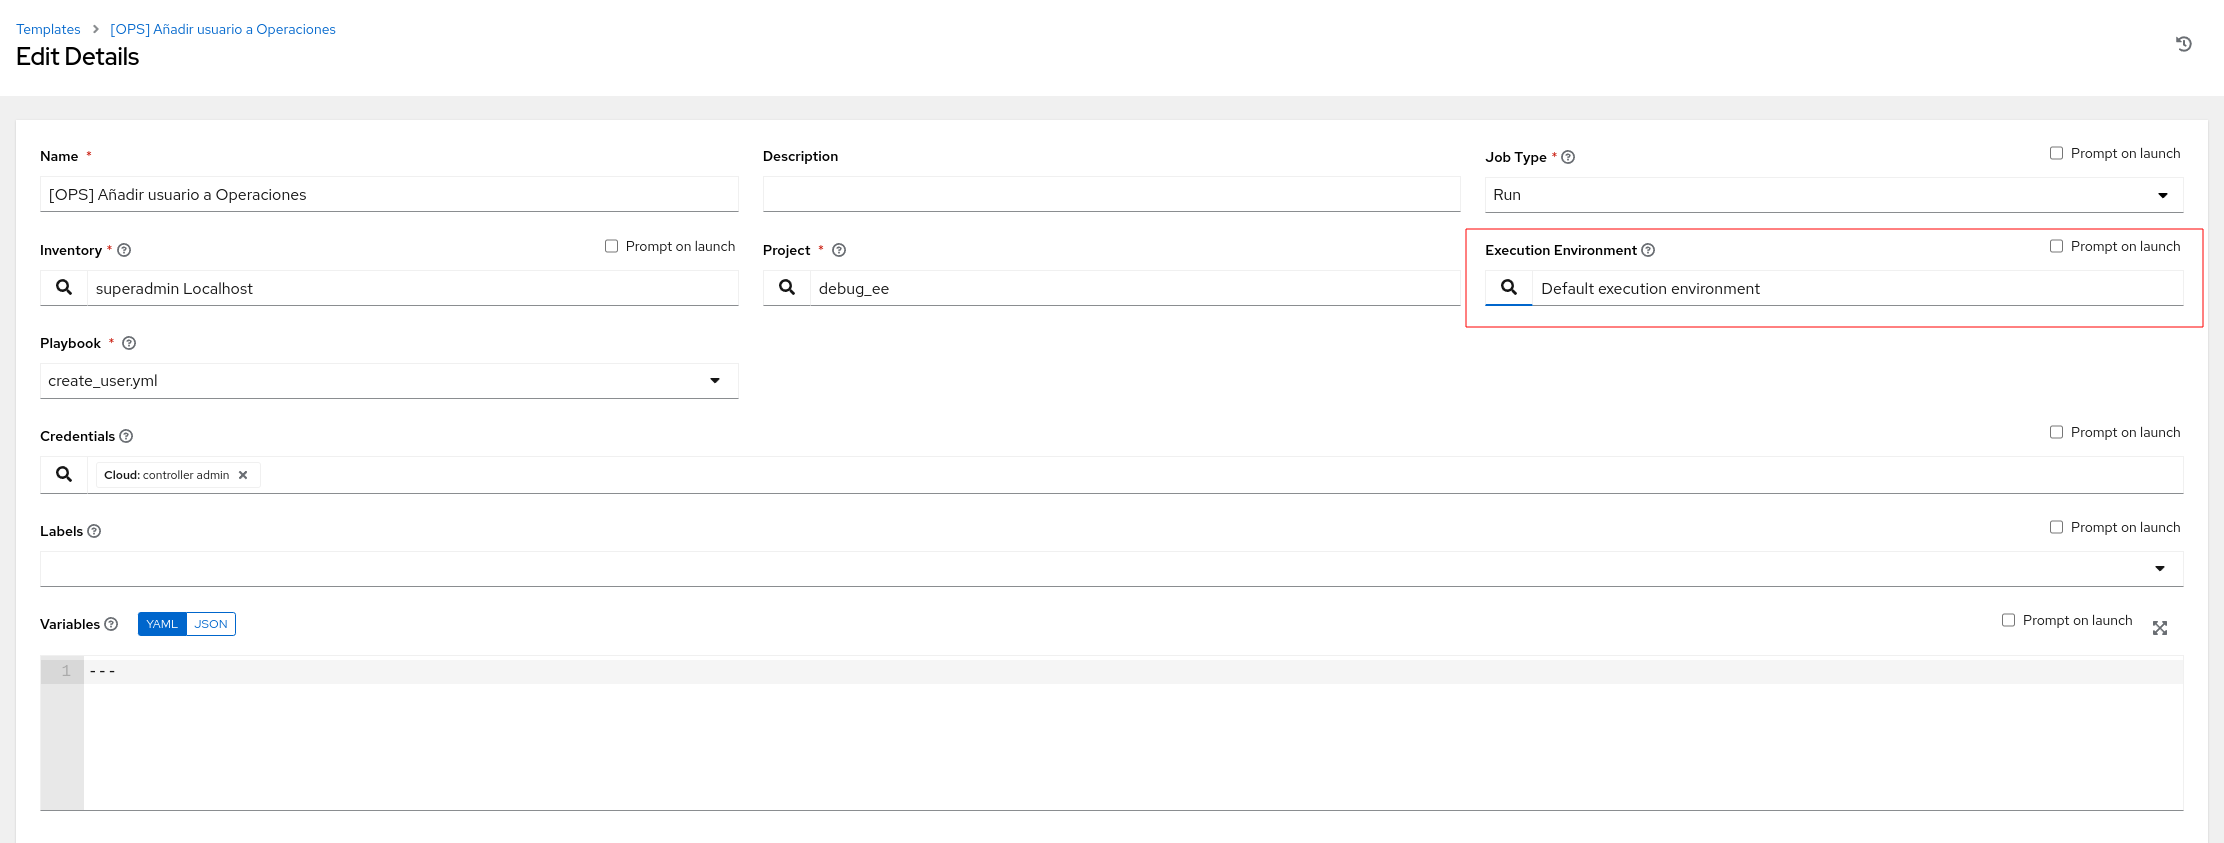 Templates > [OPS] Añadir usuario a Operaciones
Edit Details
Name *
[OPS] Añadir usuario a Operaciones
Description
Job Type *
Prompt on launch
Run
Inventory *
Prompt on launch
superadmin Localhost
Project *
debug_ee
Execution Environment
Prompt on launch
Default execution environment
Playbook *
create_user.yml
Credentials
Prompt on launch
Cloud: controller admin
Labels
Prompt on launch
Variables YAML JSON
Prompt on launch
1 ---